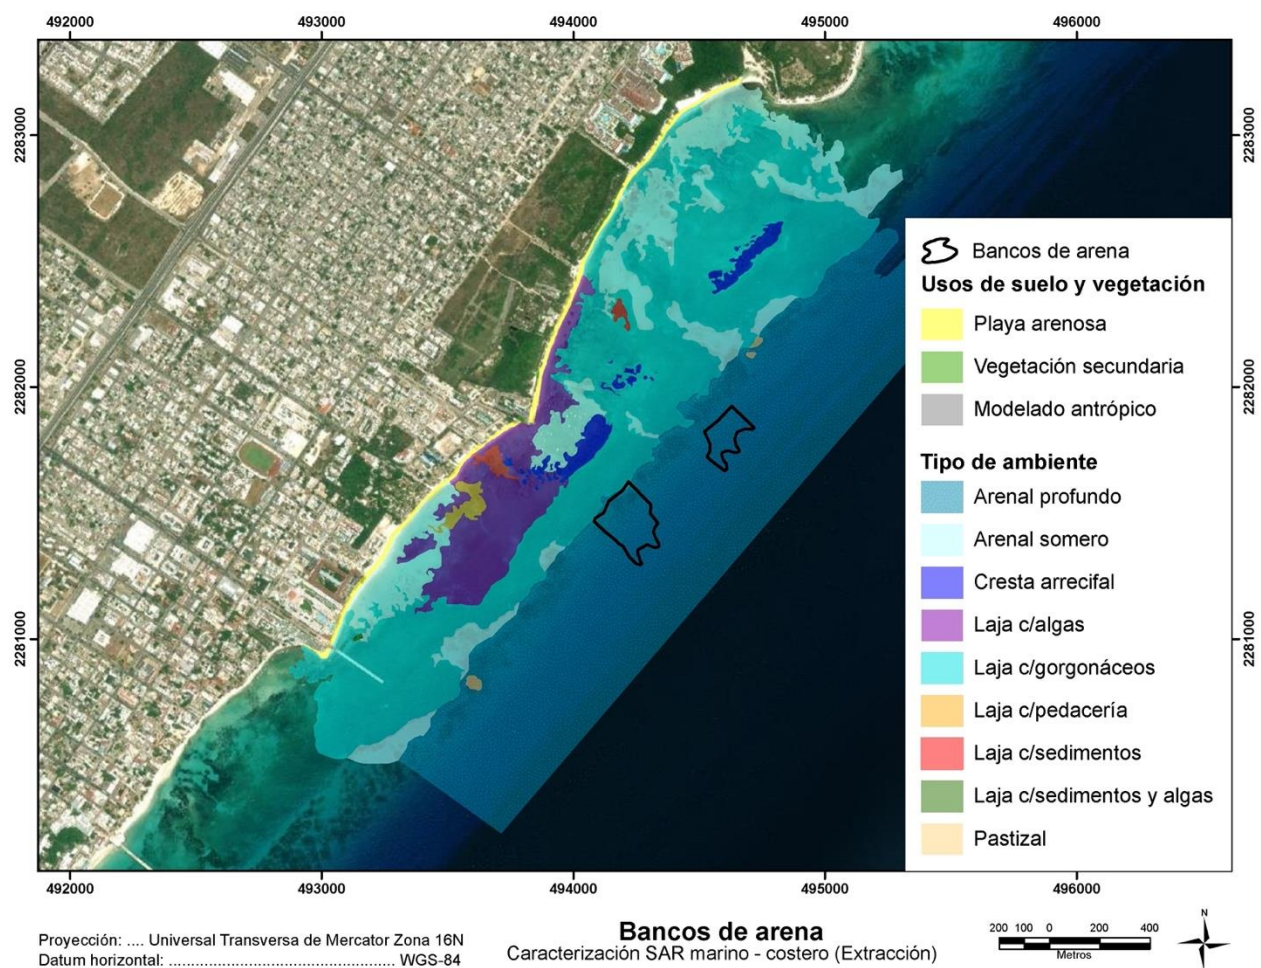 492000 493000 494000 495000 496000
2283000 2283000
2282000 2282000
2281000 2281000
Bancos de arena
Usos de suelo y vegetación
Playa arenosa
Vegetación secundaria
Modelado antrópico
Tipo de ambiente
Arenal profundo
Arenal somero
Cresta arrecifal
Laja c/algas
Laja c/gorgonáceos
Laja c/pedacería
Laja c/sedimentos
Laja c/sedimentos y algas
Pastizal
492000 493000 494000 495000 496000
Proyección: .... Universal Transversa de Mercator Zona 16N
Datum horizontal: .......................................... WGS-84
Bancos de arena
Caracterización SAR marino - costero (Extracción)
200 100 0 200 400
Metros
N